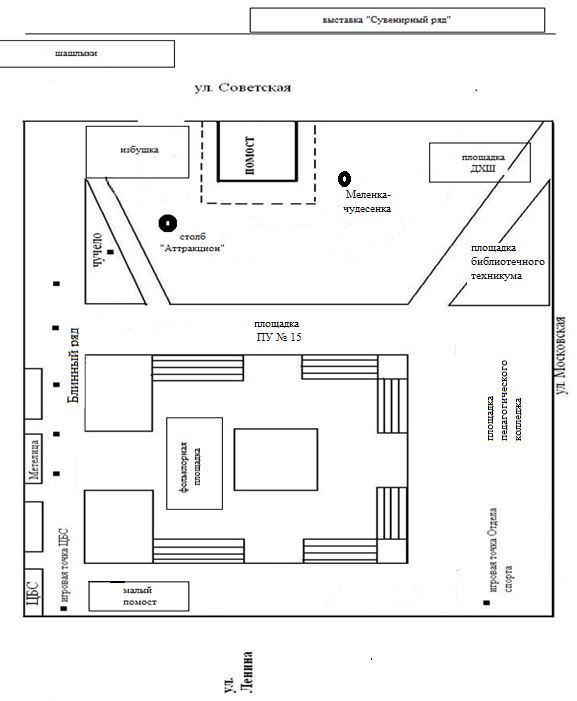 выставка "Сувенирный ряд"
шашлыки
ул. Советская
избушка
помост
площадка
ДХШ
Меленка-
чудесенка
столб
"Аттракцион"
чучело
площадка
библиотечного
техникума
площадка
ПУ № 15
Блинный ряд
ул. Московская
площадка
педагогического
колледжа
фольклорная
площадка
Метелица
игровая точка ЦБС
игровая точка Отдела
спорта
ЦБС
малый
помост
ул.
Ленина